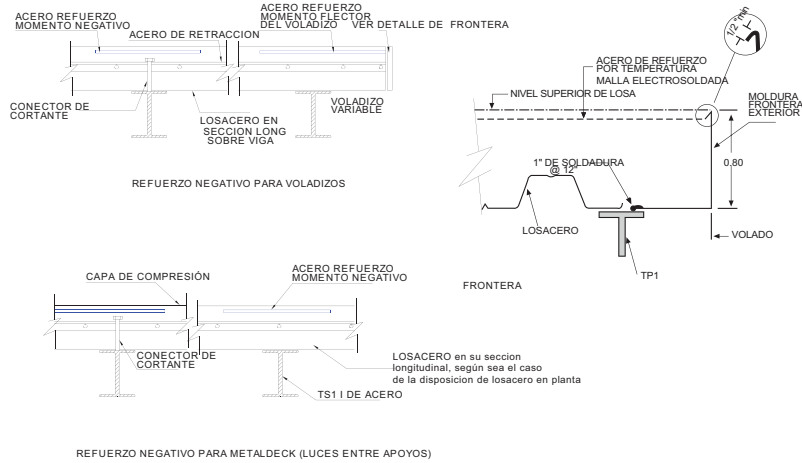 ACERO REFUERZO
MOMENTO NEGATIVO
ACERO DE RETRACCION
ACERO REFUERZO
MOMENTO FLECTOR
DEL VOLADIZO
VER DETALLE DE FRONTERA
CONECTOR DE
CORTANTE
LOSACERO EN
SECCION LONG
SOBRE VIGA
VOLADIZO
VARIABLE
REFUERZO NEGATIVO PARA VOLADIZOS
1/2 "min
ACERO DE REFUERZO
POR TEMPERATURA
MALLA ELECTROSOLDADA
NIVEL SUPERIOR DE LOSA
MOLDURA
FRONTERA
EXTERIOR
1" DE SOLDADURA
@ 12"
0,80
LOSACERO
VOLADO
TP1
FRONTERA
CAPA DE COMPRESIÓN
ACERO REFUERZO
MOMENTO NEGATIVO
CONECTOR DE
CORTANTE
LOSACERO en su seccion
longitudinal, según sea el caso
de la disposicion de losacero en planta
TS1 I DE ACERO
REFUERZO NEGATIVO PARA METALDECK (LUCES ENTRE APOYOS)